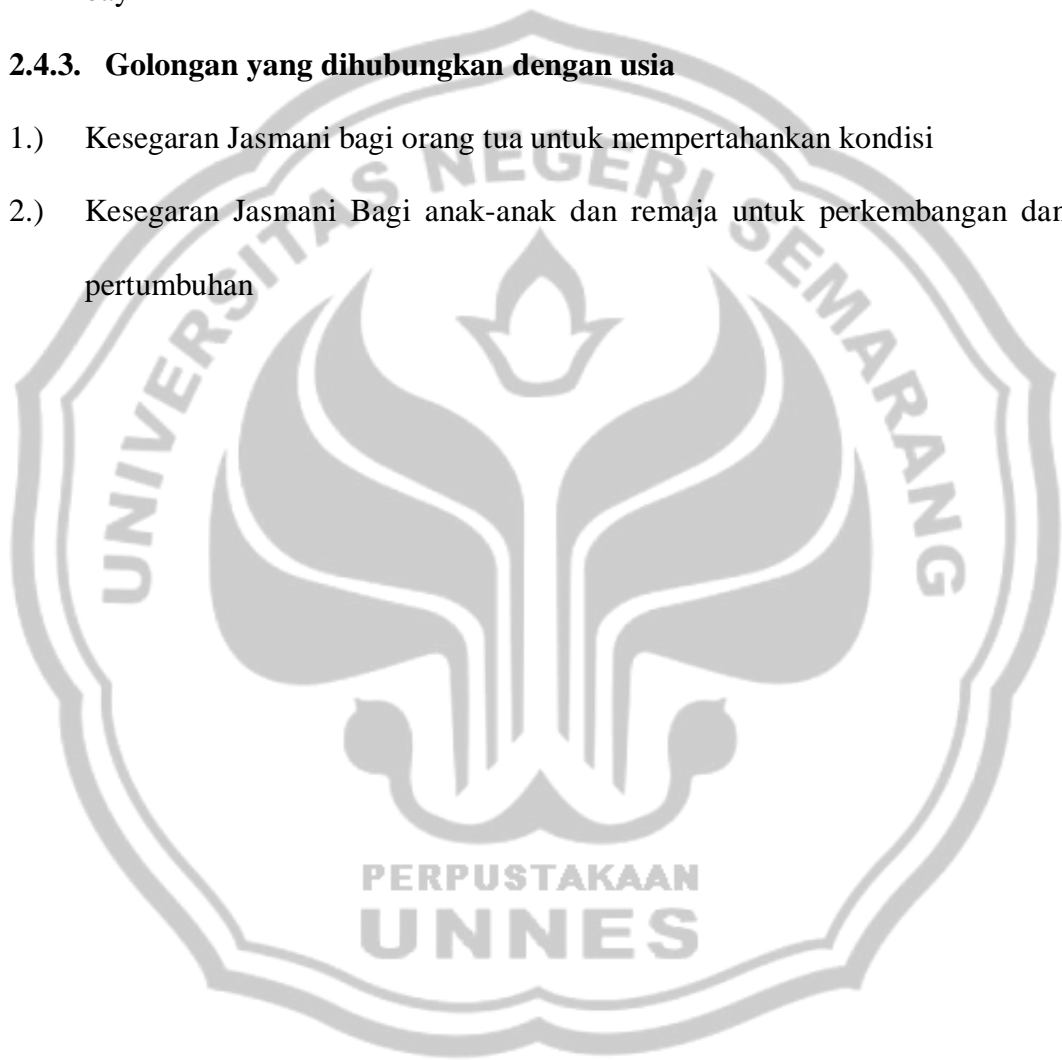 2.4.3. Golongan yang dihubungkan dengan usia
1.) Kesegaran Jasmani bagi orang tua untuk mempertahankan kondisi
2.) Kesegaran Jasmani Bagi anak-anak dan remaja untuk perkembangan dan
pertumbuhan
UNIVERSITAS NEGERI SEMARANG
PERPUSTAKAAN
UNNES